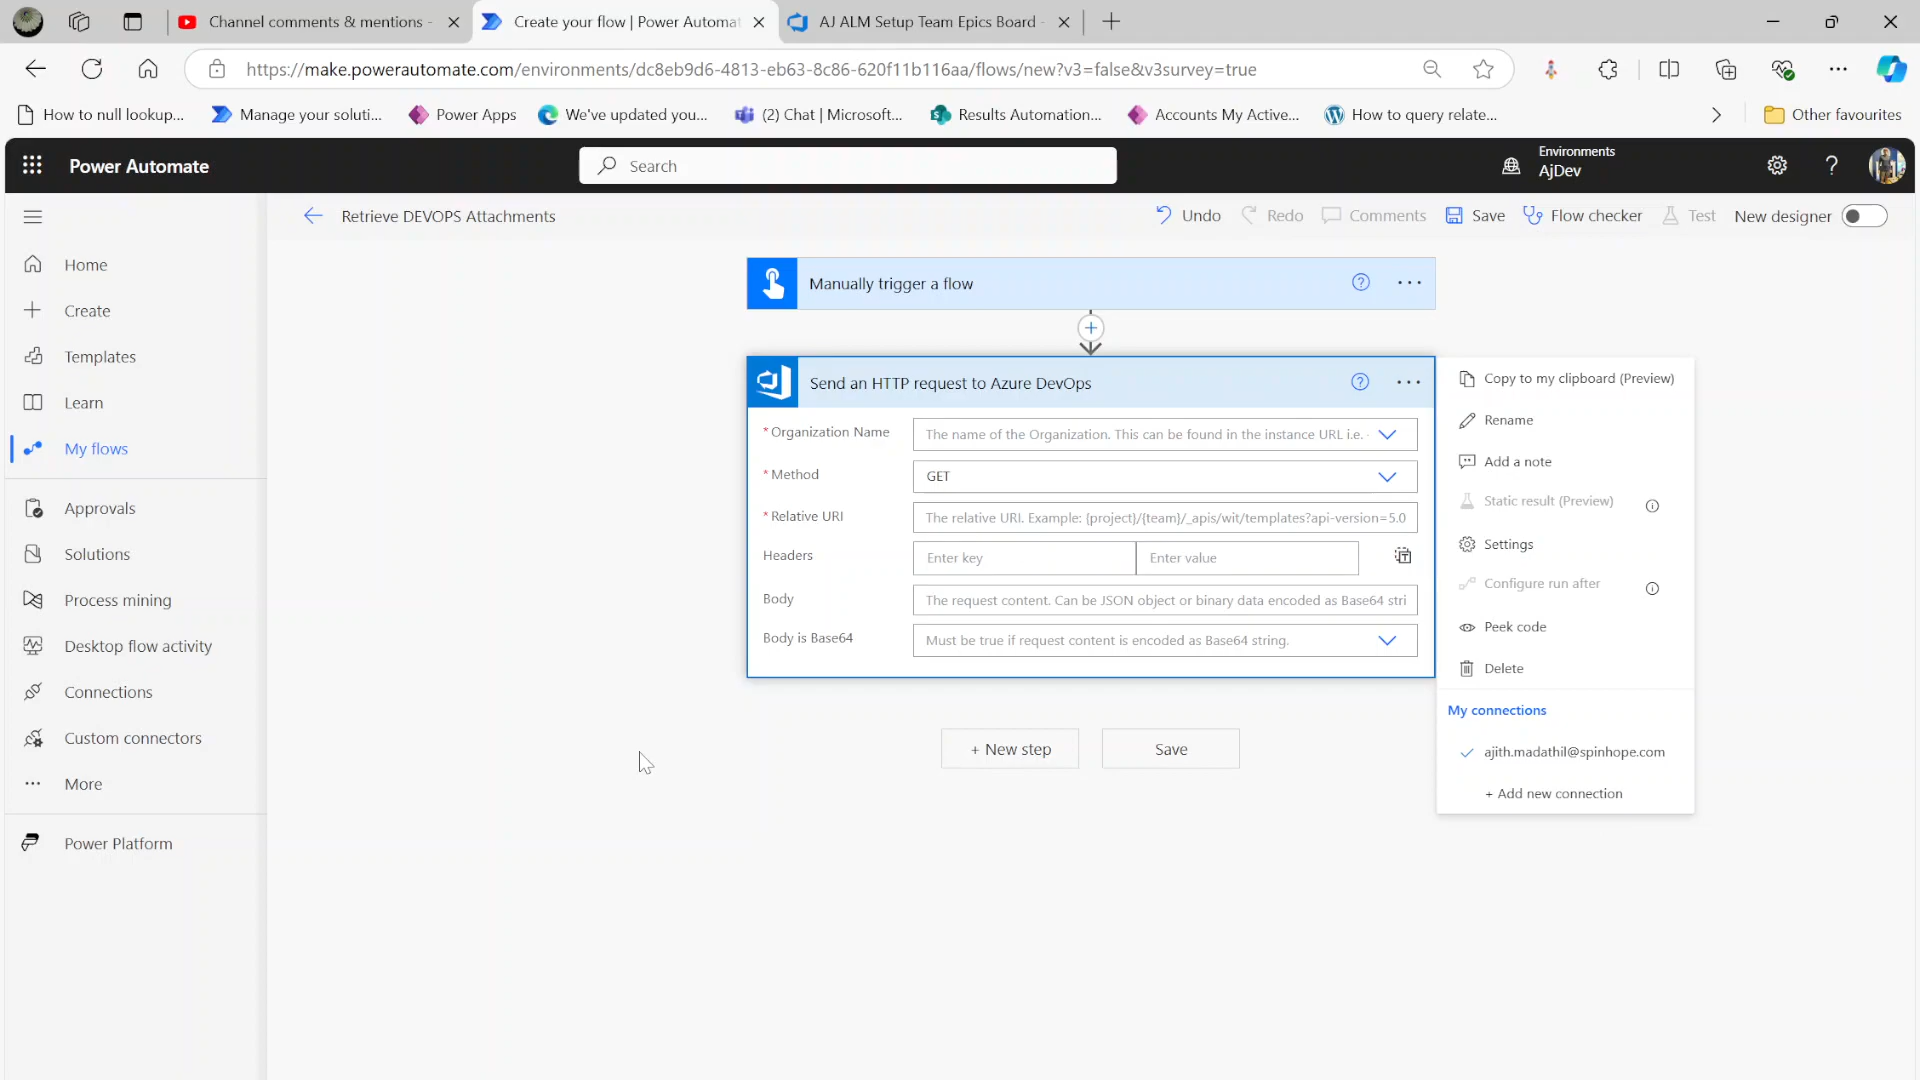 Channel comments & mentions -
Create your flow | Power Automat
AJ ALM Setup Team Epics Board -
https://make.powerautomate.com/environments/dc8eb9d6-4813-eb63-8c86-620f11b116aa/flows/new?v3=false&v3survey=true
How to null lookup...
Manage your soluti...
Power Apps
We've updated you...
(2) Chat | Microsoft...
Results Automation...
Accounts My Active...
How to query relate...
Other favourites
Power Automate
Search
Environments
AjDev
Retrieve DEVOPS Attachments
Undo
Redo
Comments
Save
Flow checker
Test
New designer
Home
Create
Templates
Learn
My flows
Approvals
Solutions
Process mining
Desktop flow activity
Connections
Custom connectors
More
Power Platform
Manually trigger a flow
Send an HTTP request to Azure DevOps
* Organization Name
The name of the Organization. This can be found in the instance URL i.e.
* Method
GET
* Relative URI
The relative URI. Example: {project}/{team}/_apis/wit/templates?api-version=5.0
Headers
Enter key
Enter value
Body
The request content. Can be JSON object or binary data encoded as Base64 stri
Body is Base64
Must be true if request content is encoded as Base64 string.
+ New step
Save
Copy to my clipboard (Preview)
Rename
Add a note
Static result (Preview)
Settings
Configure run after
Peek code
Delete
My connections
ajith.madathil@spinhope.com
+ Add new connection